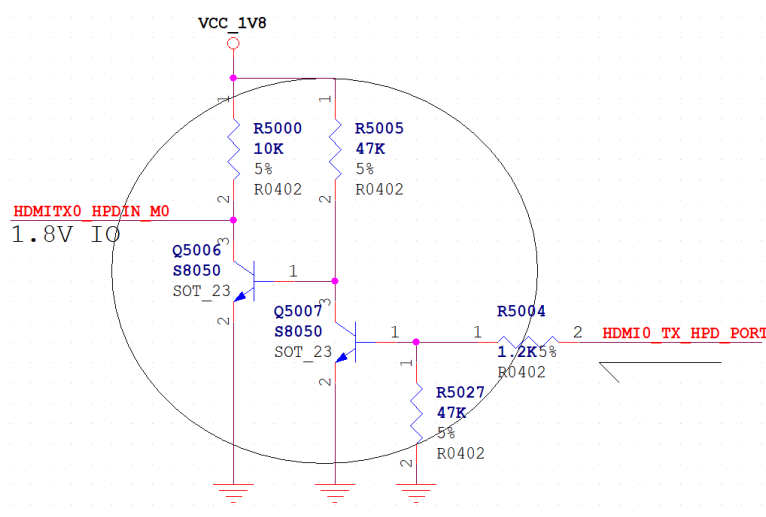 VCC_1V8
1
1
R5000
10K
5%
R0402
R5005
47K
5%
R0402
2
2
HDMITX0_HPDIN_M0
1.8V IO
3
Q5006
S8050
SOT_23
1
2
3
Q5007
S8050
SOT_23
1
2
R5004
1
2
1.2K5%
R0402
HDMI0_TX_HPD_PORT
1
R5027
47K
5%
R0402
2